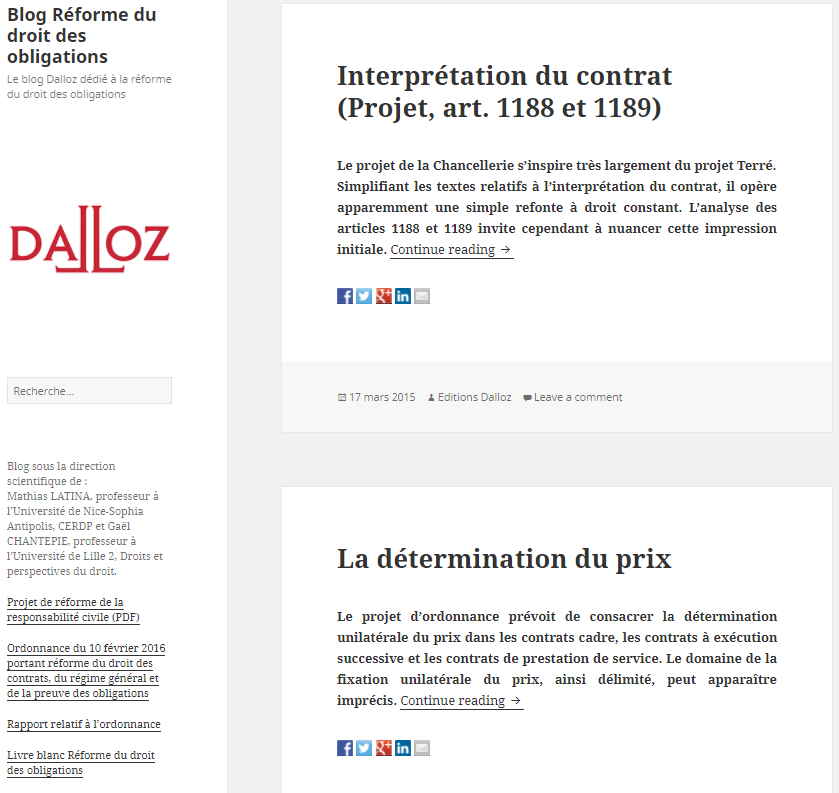 Blog Réforme du
droit des
obligations
Le blog Dalloz dédié à la réforme
du droit des obligations
DALLOZ
Recherche...
Blog sous la direction
scientifique de :
Mathias LATINA, professeur à
l'Université de Nice-Sophia
Antipolis, CERDP et Gaël
CHANTEPIE, professeur à
l'Université de Lille 2, Droits et
perspectives du droit.
Projet de réforme de la
responsabilité civile (PDF)
Ordonnance du 10 février 2016
portant réforme du droit des
contrats, du régime général et
de la preuve des obligations
Rapport relatif à l'ordonnance
Livre blanc Réforme du droit
des obligations
Interprétation du contrat
(Projet, art. 1188 et 1189)
Le projet de la Chancellerie s'inspire très largement du projet Terré.
Simplifiant les textes relatifs à l'interprétation du contrat, il opère
apparemment une simple refonte à droit constant. L'analyse des
articles 1188 et 1189 invite cependant à nuancer cette impression
initiale. Continue reading →
17 mars 2015 Editions Dalloz Leave a comment
La détermination du prix
Le projet d'ordonnance prévoit de consacrer la détermination
unilatérale du prix dans les contrats cadre, les contrats à exécution
successive et les contrats de prestation de service. Le domaine de la
fixation unilatérale du prix, ainsi délimité, peut apparaître
imprécis. Continue reading →